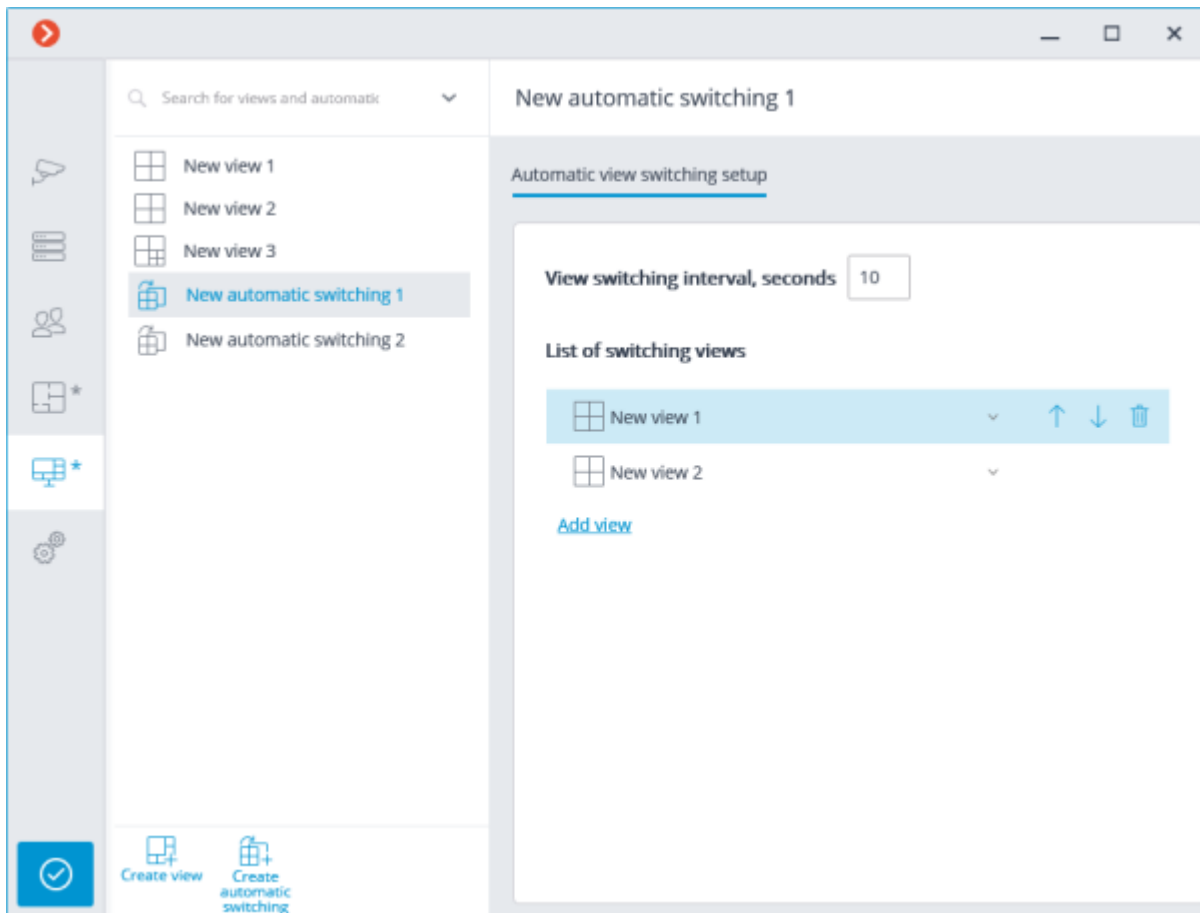 Search for views and automatic
New automatic switching 1
New view 1
New view 2
New view 3
New automatic switching 1
New automatic switching 2
Automatic view switching setup
View switching interval, seconds 10
List of switching views
New view 1
New view 2
Add view
*
*
Create view
Create
automatic
switching